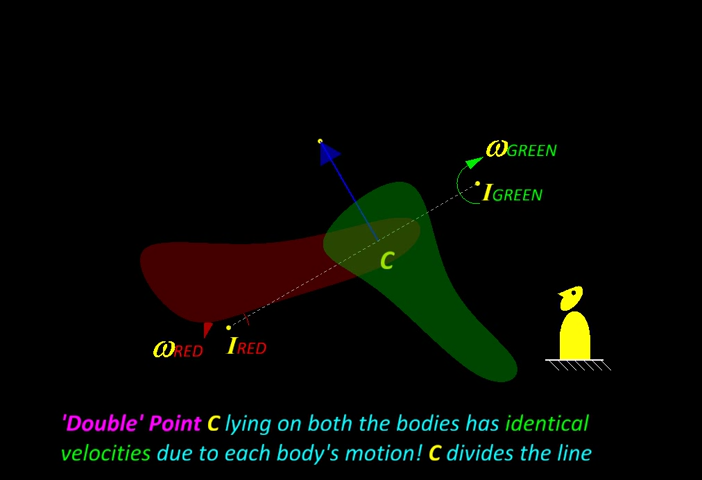 ωGREEN
IGREEN
C
ωRED
IRED
'Double' Point C lying on both the bodies has identical
velocities due to each body's motion! C divides the line